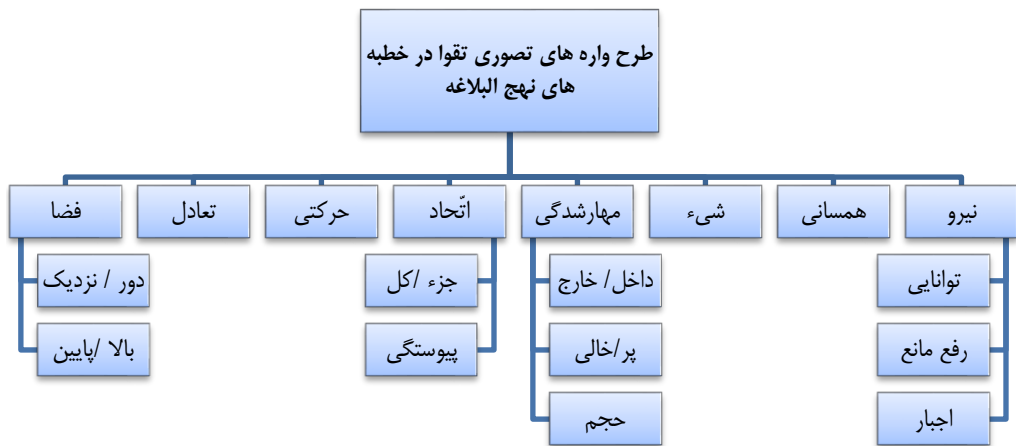 طرح واره های تصوری تقوا در خطبه
های نهج البلاغه
نیرو
همسانی
شیء
مهارشدگی
اتّحاد
حرکتی
تعادل
فضا
توانایی
رفع مانع
اجبار
داخل/ خارج
پر/خالی
حجم
جزء /کل
پیوستگی
دور / نزدیک
بالا /پایین